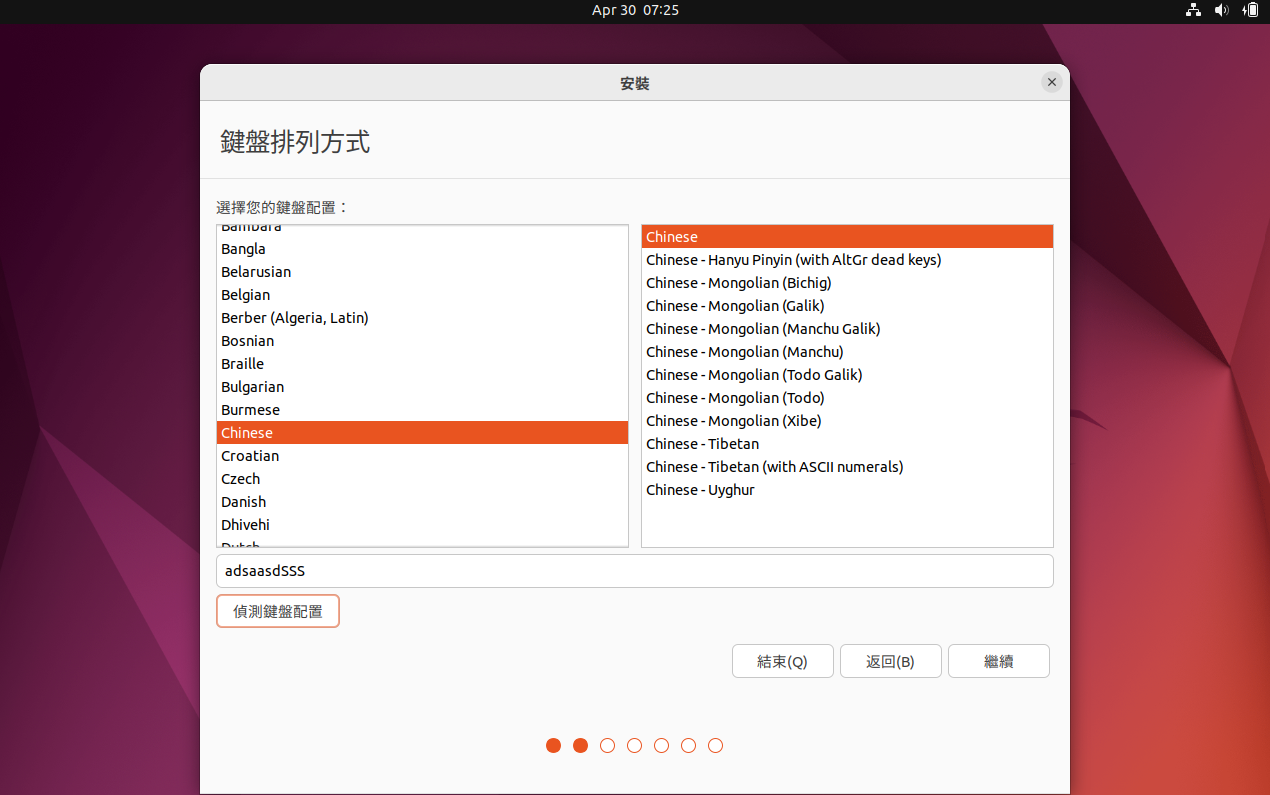 Apr 30 07:25
安裝
鍵盤排列方式
選擇您的鍵盤配置：
Bambara
Bangla
Belarusian
Belgian
Berber (Algeria, Latin)
Bosnian
Braille
Bulgarian
Burmese
Chinese
Croatian
Czech
Danish
Dhivehi
Dutch
Chinese
Chinese - Hanyu Pinyin (with AltGr dead keys)
Chinese - Mongolian (Bichig)
Chinese - Mongolian (Galik)
Chinese - Mongolian (Manchu Galik)
Chinese - Mongolian (Manchu)
Chinese - Mongolian (Todo Galik)
Chinese - Mongolian (Todo)
Chinese - Mongolian (Xibe)
Chinese - Tibetan
Chinese - Tibetan (with ASCII numerals)
Chinese - Uyghur
adsaasdSSS
偵測鍵盤配置
結束(Q)
返回(B)
繼續